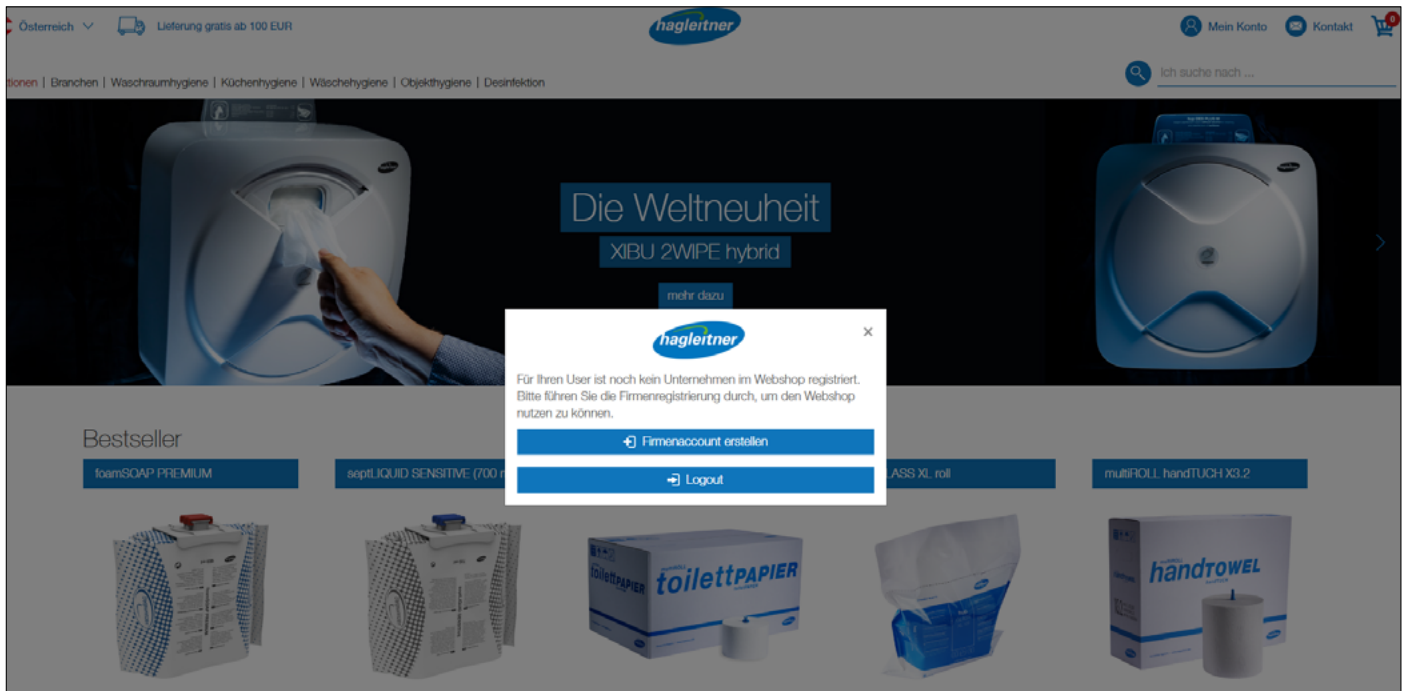 Österreich
Lieferung gratis ab 100 EUR
hagleitner
Mein Konto
Kontakt
0
tionen | Branchen | Waschraumhygiene | Küchenhygiene | Wäschehygiene | Objekthygiene | Desinfektion
Ich suche nach ...
Die Weltneuheit
XIBU 2WIPE hybrid
mehr dazu
hagleitner
×
Für Ihren User ist noch kein Unternehmen im Webshop registriert.
Bitte führen Sie die Firmenregistrierung durch, um den Webshop
nutzen zu können.
Firmenaccount erstellen
Logout
Bestseller
foamSOAP PREMIUM
septLIQUID SENSITIVE (700 m
LASS XL roll
multiROLL handTUCH X3.2
toilettPAPIER
toilettPAPIER
handTOWEL